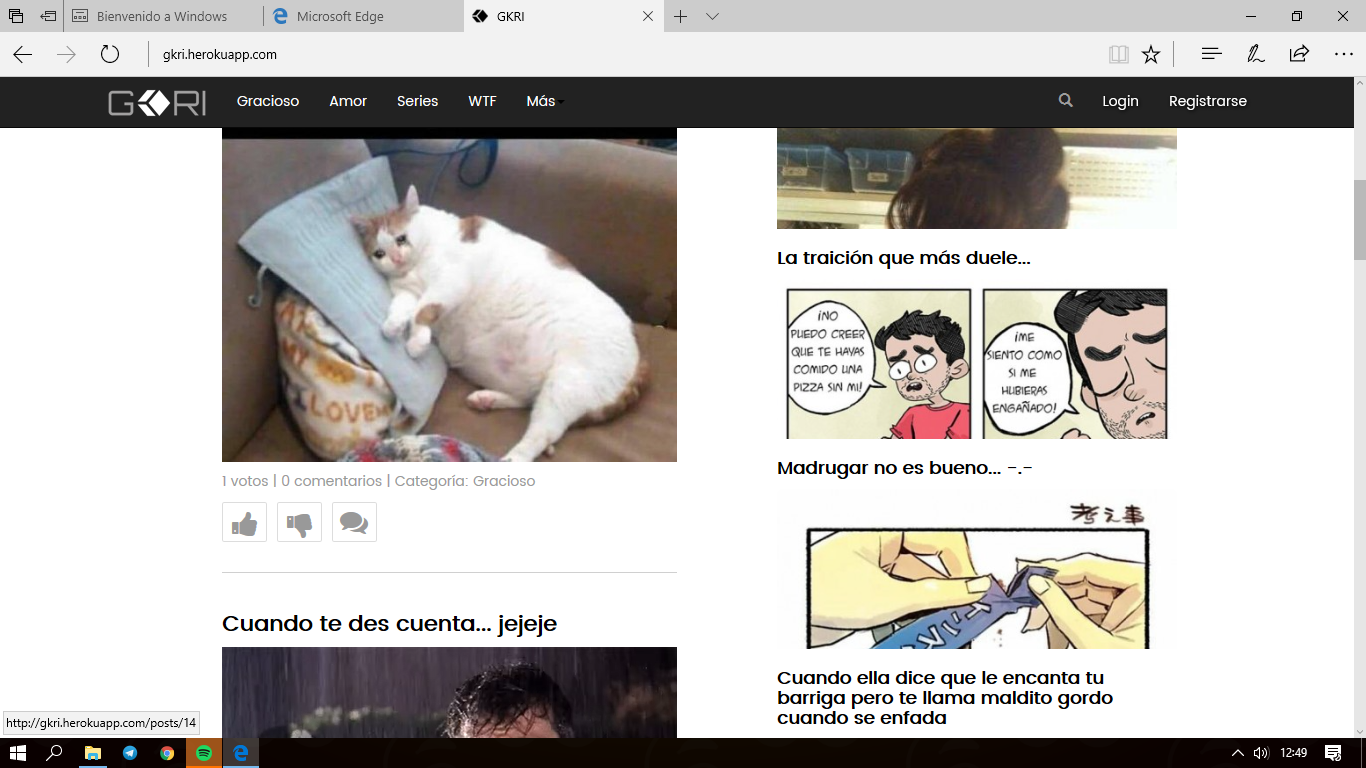 Bienvenido a Windows
Microsoft Edge
GKRI
gkri.herokuapp.com
GKRI
Gracioso
Amor
Series
WTF
Más
Login
Registrarse
LOVE
1 votos | 0 comentarios | Categoría: Gracioso
Cuando te des cuenta... jejeje
La traición que más duele...
¡NO
PUEDO CREER
QUE TE HAYAS
COMIDO UNA
PIZZA SIN MI!
¡ME
SIENTO COMO
SI ME
HUBIERAS
ENGAÑADO!
Madrugar no es bueno... -.-
考え事
Cuando ella dice que le encanta tu
barriga pero te llama maldito gordo
cuando se enfada
http://gkri.herokuapp.com/posts/14
12:49